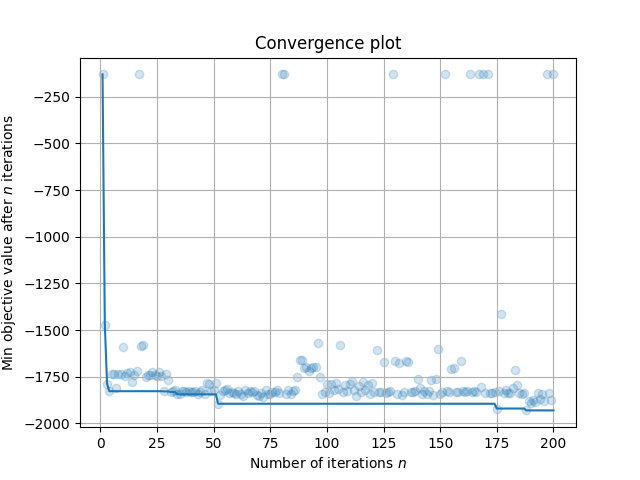 Convergence plot
Min objective value after n iterations
−250
−500
−750
−1000
−1250
−1500
−1750
−2000
0 25 50 75 100 125 150 175 200
Number of iterations n